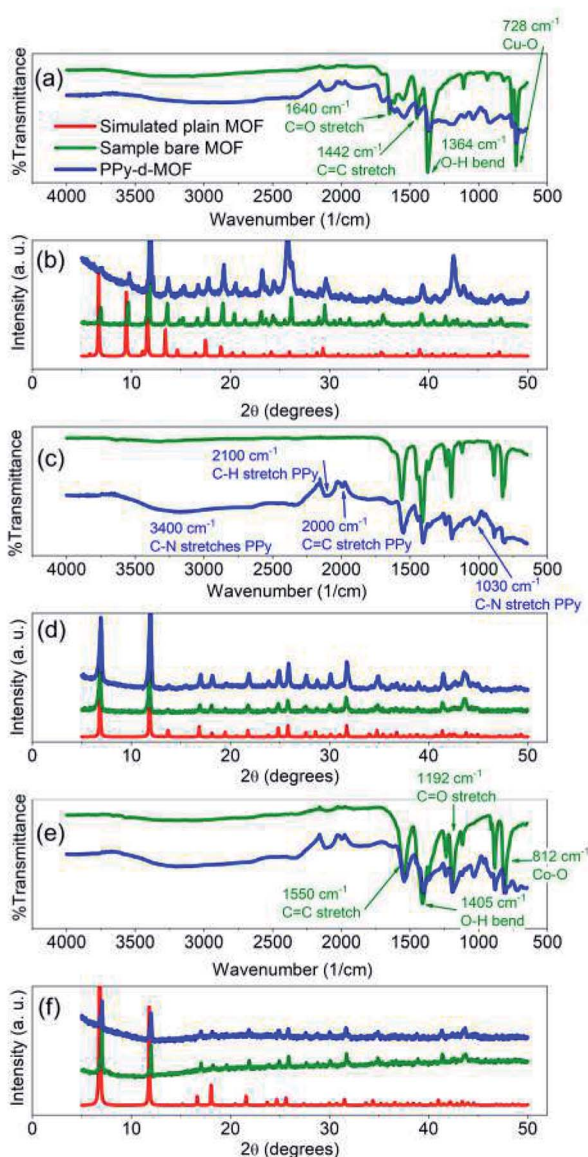 728 cm⁻¹
Cu-O
(a)
1640 cm⁻¹
C=O stretch
1442 cm⁻¹
C=C stretch
1364 cm⁻¹
O-H bend
Simulated plain MOF
Sample bare MOF
PPy-d-MOF
%Transmittance
4000 3500 3000 2500 2000 1500 1000 500
Wavenumber (1/cm)
(b)
Intensity (a. u.)
0 10 20 30 40 50
2θ (degrees)
(c)
2100 cm⁻¹
C-H stretch PPy
3400 cm⁻¹
C-N stretches PPy
2000 cm⁻¹
C=C stretch PPy
1030 cm⁻¹
C-N stretch PPy
%Transmittance
4000 3500 3000 2500 2000 1500 1000 500
Wavenumber (1/cm)
(d)
Intensity (a. u.)
0 10 20 30 40 50
2θ (degrees)
(e)
1192 cm⁻¹
C=O stretch
812 cm⁻¹
Co-O
1550 cm⁻¹
C=C stretch
1405 cm⁻¹
O-H bend
%Transmittance
4000 3500 3000 2500 2000 1500 1000 500
Wavenumber (1/cm)
(f)
Intensity (a. u.)
0 10 20 30 40 50
2θ (degrees)